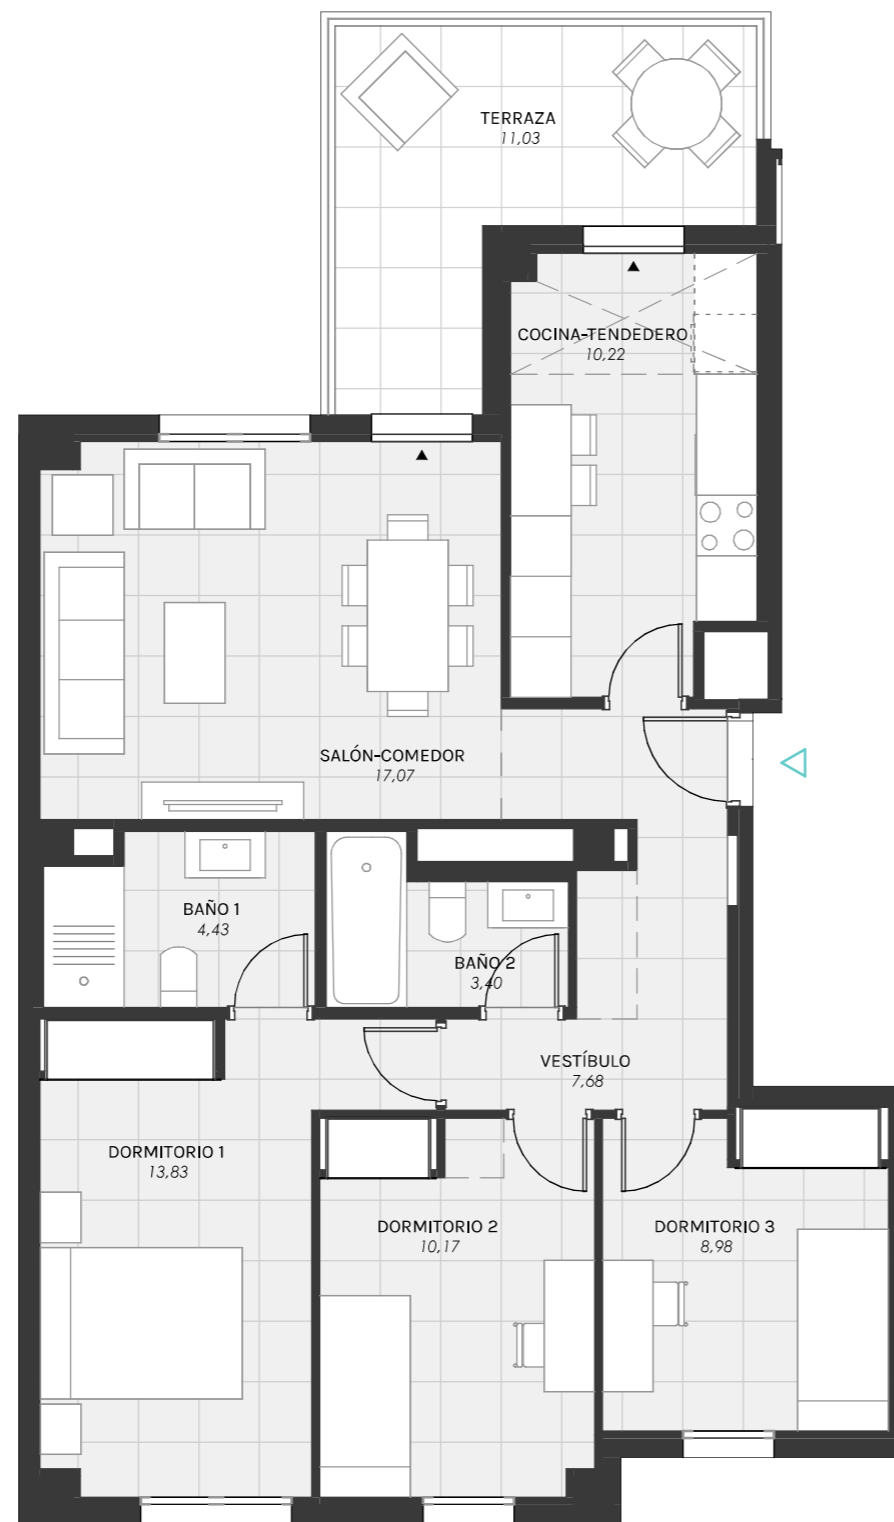 TERRAZA
11,03
COCINA-TENDEDERO
10,22
SALÓN-COMEDOR
17,07
BAÑO 1
4,43
BAÑO 2
3,40
VESTÍBULO
7,68
DORMITORIO 1
13,83
DORMITORIO 2
10,17
DORMITORIO 3
8,98